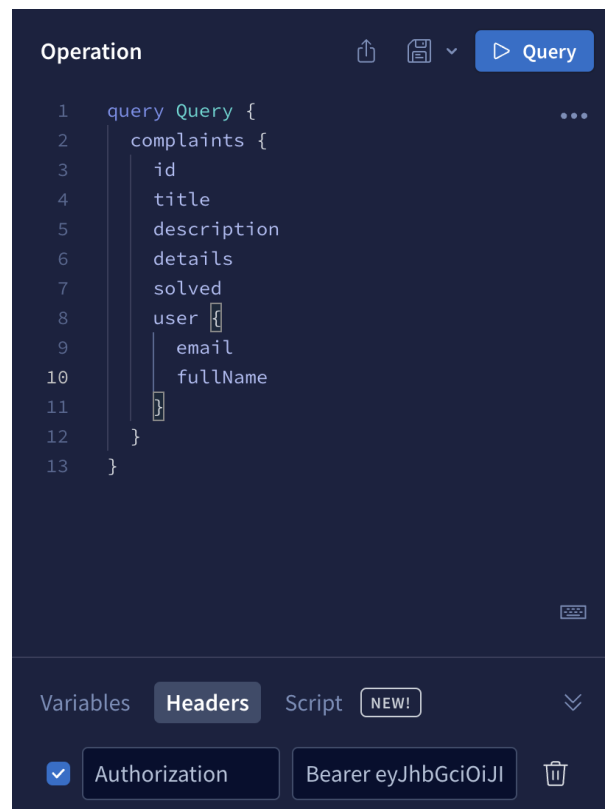 Operation
Query
1 query Query {
2 complaints {
3 id
4 title
5 description
6 details
7 solved
8 user {
9 email
10 fullName
11 }
12 }
13 }
Variables Headers Script NEW!
Authorization Bearer eyJhbGciOiJI